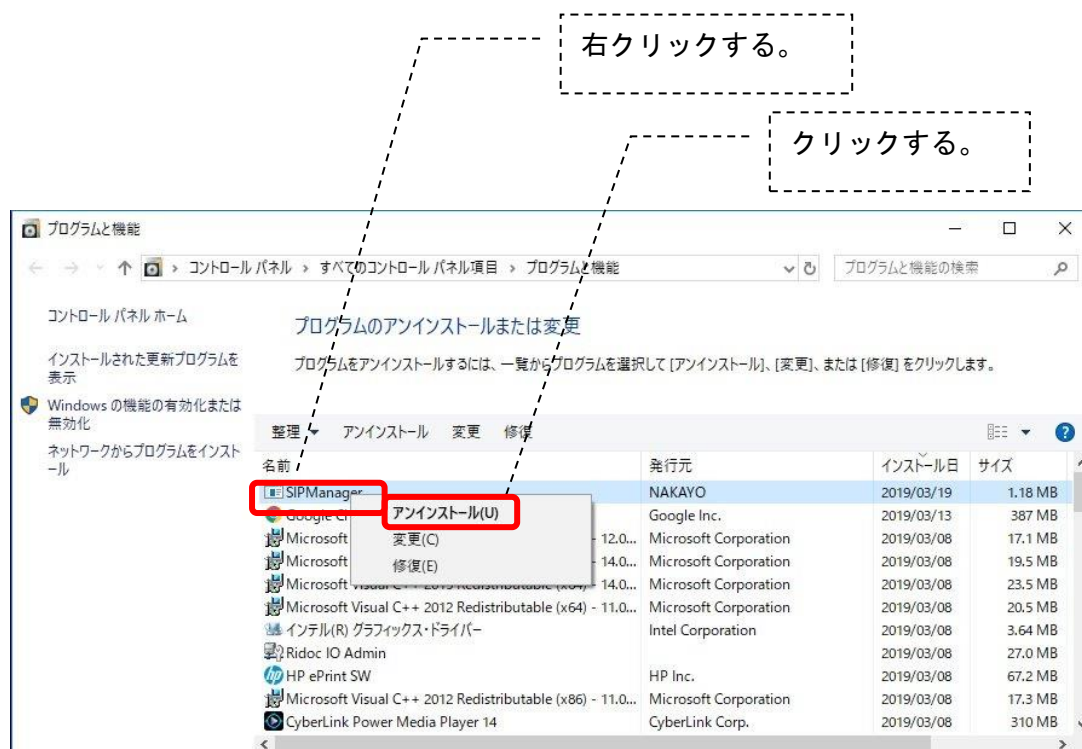 右クリックする。
クリックする。
プログラムと機能
コントロール パネル › すべてのコントロール パネル項目 › プログラムと機能
プログラムと機能の検索
コントロール パネル ホーム
インストールされた更新プログラムを
表示
Windows の機能の有効化または
無効化
ネットワークからプログラムをインスト
ール
プログラムのアンインストールまたは変更
プログラムをアンインストールするには、一覧からプログラムを選択して [アンインストール]、[変更]、または [修復] をクリックします。
整理 アンインストール 変更 修復
名前 発行元 インストール日 サイズ
SIPManager NAKAYO 2019/03/19 1.18 MB
アンインストール(U)
変更(C)
修復(E)
Google Google Inc. 2019/03/13 387 MB
Microsoft - 12.0... Microsoft Corporation 2019/03/08 17.1 MB
Microsoft - 14.0... Microsoft Corporation 2019/03/08 19.5 MB
Microsoft - 14.0... Microsoft Corporation 2019/03/08 23.5 MB
Microsoft Visual C++ 2012 Redistributable (x64) - 11.0... Microsoft Corporation 2019/03/08 20.5 MB
インテル(R) グラフィックス・ドライバー Intel Corporation 2019/03/08 3.64 MB
Ridoc IO Admin 2019/03/08 27.0 MB
HP ePrint SW HP Inc. 2019/03/08 67.2 MB
Microsoft Visual C++ 2012 Redistributable (x86) - 11.0... Microsoft Corporation 2019/03/08 17.3 MB
CyberLink Power Media Player 14 CyberLink Corp. 2019/03/08 310 MB